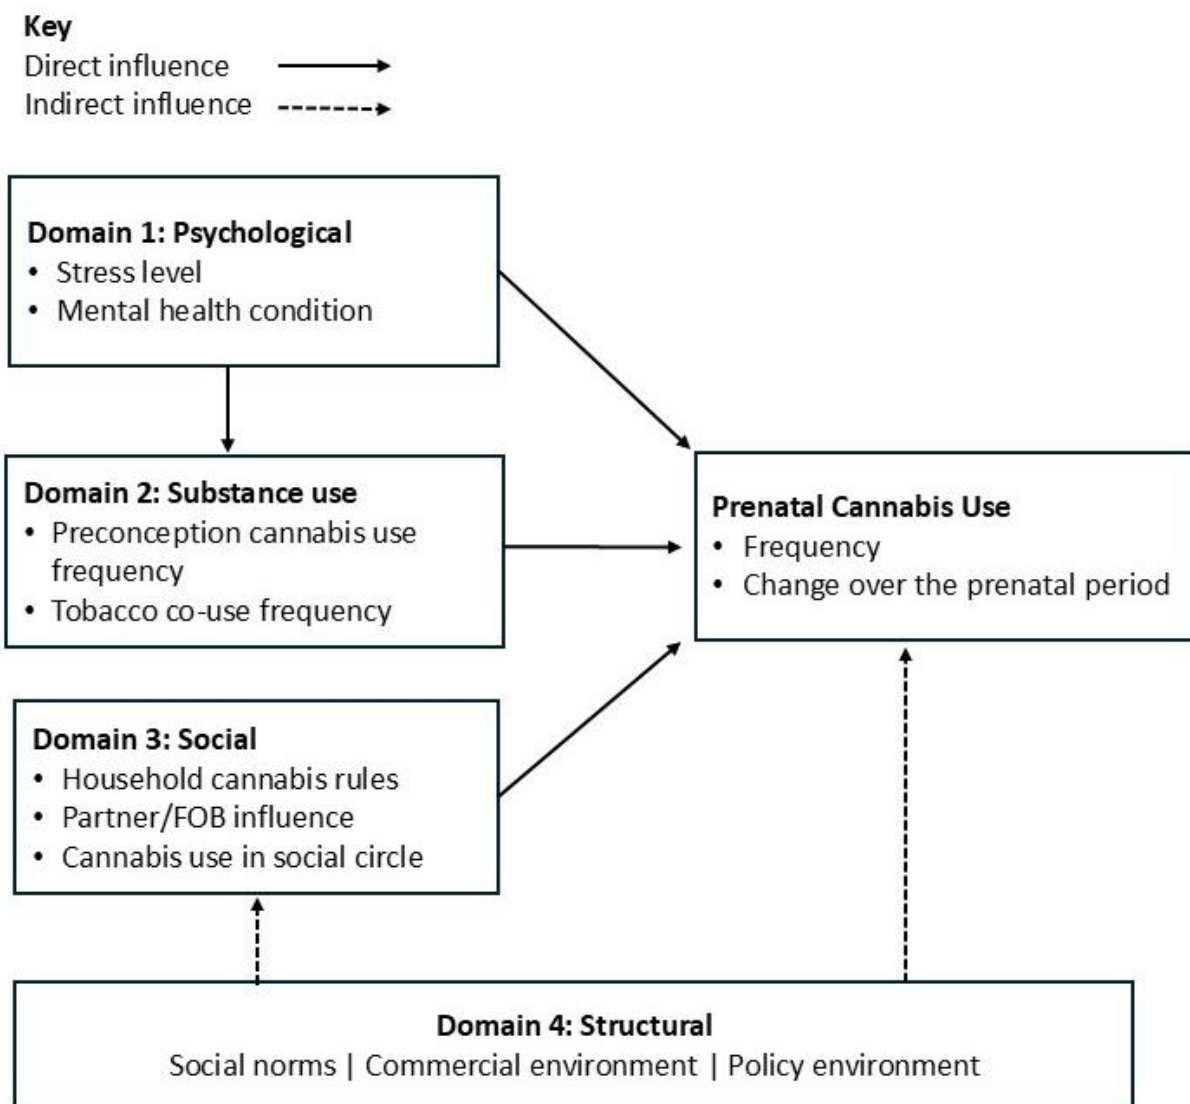 Key
Direct influence
Indirect influence
Domain 1: Psychological
• Stress level
• Mental health condition
Domain 2: Substance use
• Preconception cannabis use
frequency
• Tobacco co-use frequency
Prenatal Cannabis Use
• Frequency
• Change over the prenatal period
Domain 3: Social
• Household cannabis rules
• Partner/FOB influence
• Cannabis use in social circle
Domain 4: Structural
Social norms | Commercial environment | Policy environment